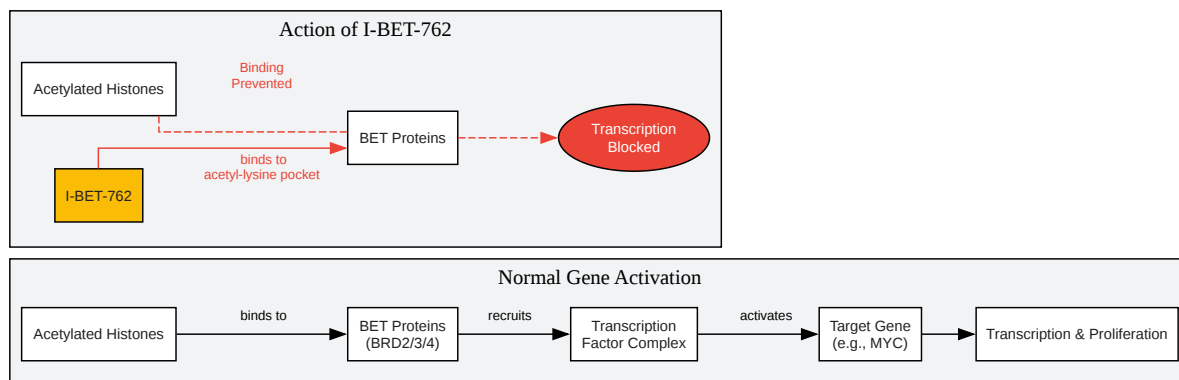 Action of I-BET-762
Acetylated Histones
Binding
Prevented
BET Proteins
Transcription
Blocked
binds to
acetyl-lysine pocket
I-BET-762
Normal Gene Activation
Acetylated Histones
binds to
BET Proteins
(BRD2/3/4)
recruits
Transcription
Factor Complex
activates
Target Gene
(e.g., MYC)
Transcription & Proliferation